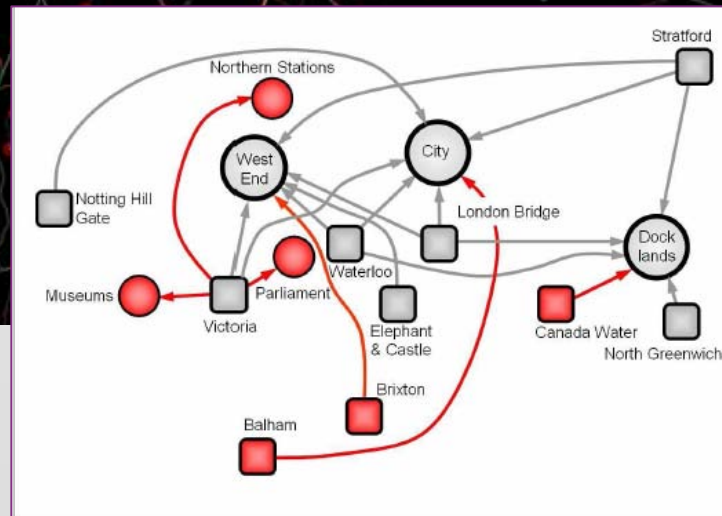 Stratford
Northern Stations
West
End
City
Notting Hill
Gate
London Bridge
Dock
lands
Waterloo
Museums
Parliament
Victoria
Elephant
& Castle
Canada Water
North Greenwich
Brixton
Balham